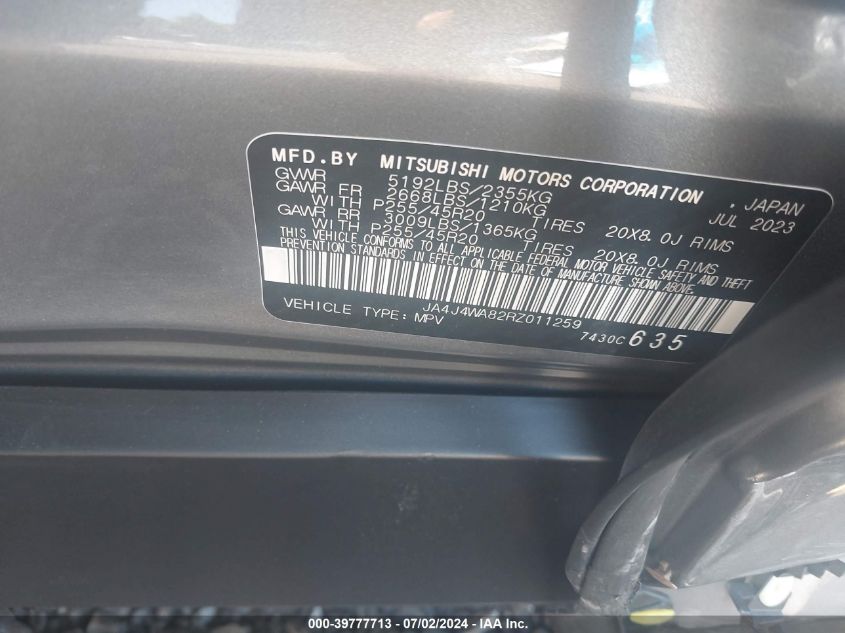 MFD.BY MITSUBISHI MOTORS CORPORATION , JAPAN
GVWR 5192LBS/2355KG JUL 2023
GAWR FR 2668LBS/1210KG
WITH P255/45R20 TIRES 20X8.0J RIMS
GAWR RR 3009LBS/1365KG
WITH P255/45R20 TIRES 20X8.0J RIMS
THIS VEHICLE CONFORMS TO ALL APPLICABLE FEDERAL MOTOR VEHICLE SAFETY AND THEFT
PREVENTION STANDARDS IN EFFECT ON THE DATE OF MANUFACTURE SHOWN ABOVE.
JA4J4WA82RZ011259
VEHICLE TYPE: MPV
7430C 635
000-39777713 - 07/02/2024 - IAA Inc.